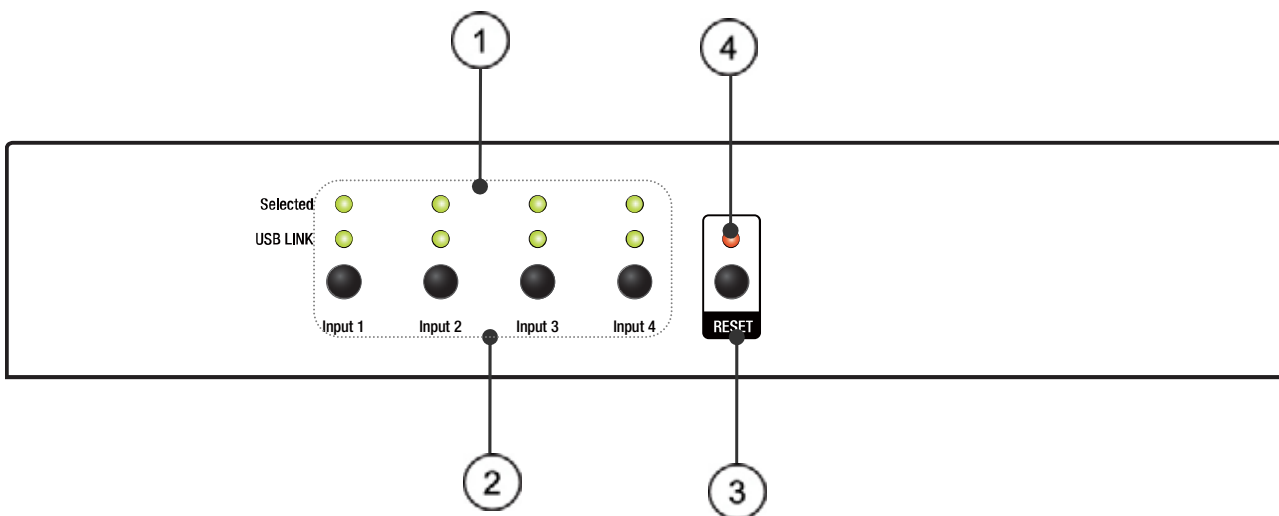 1
4
Selected
USB LINK
Input 1
Input 2
Input 3
Input 4
RESET
2
3